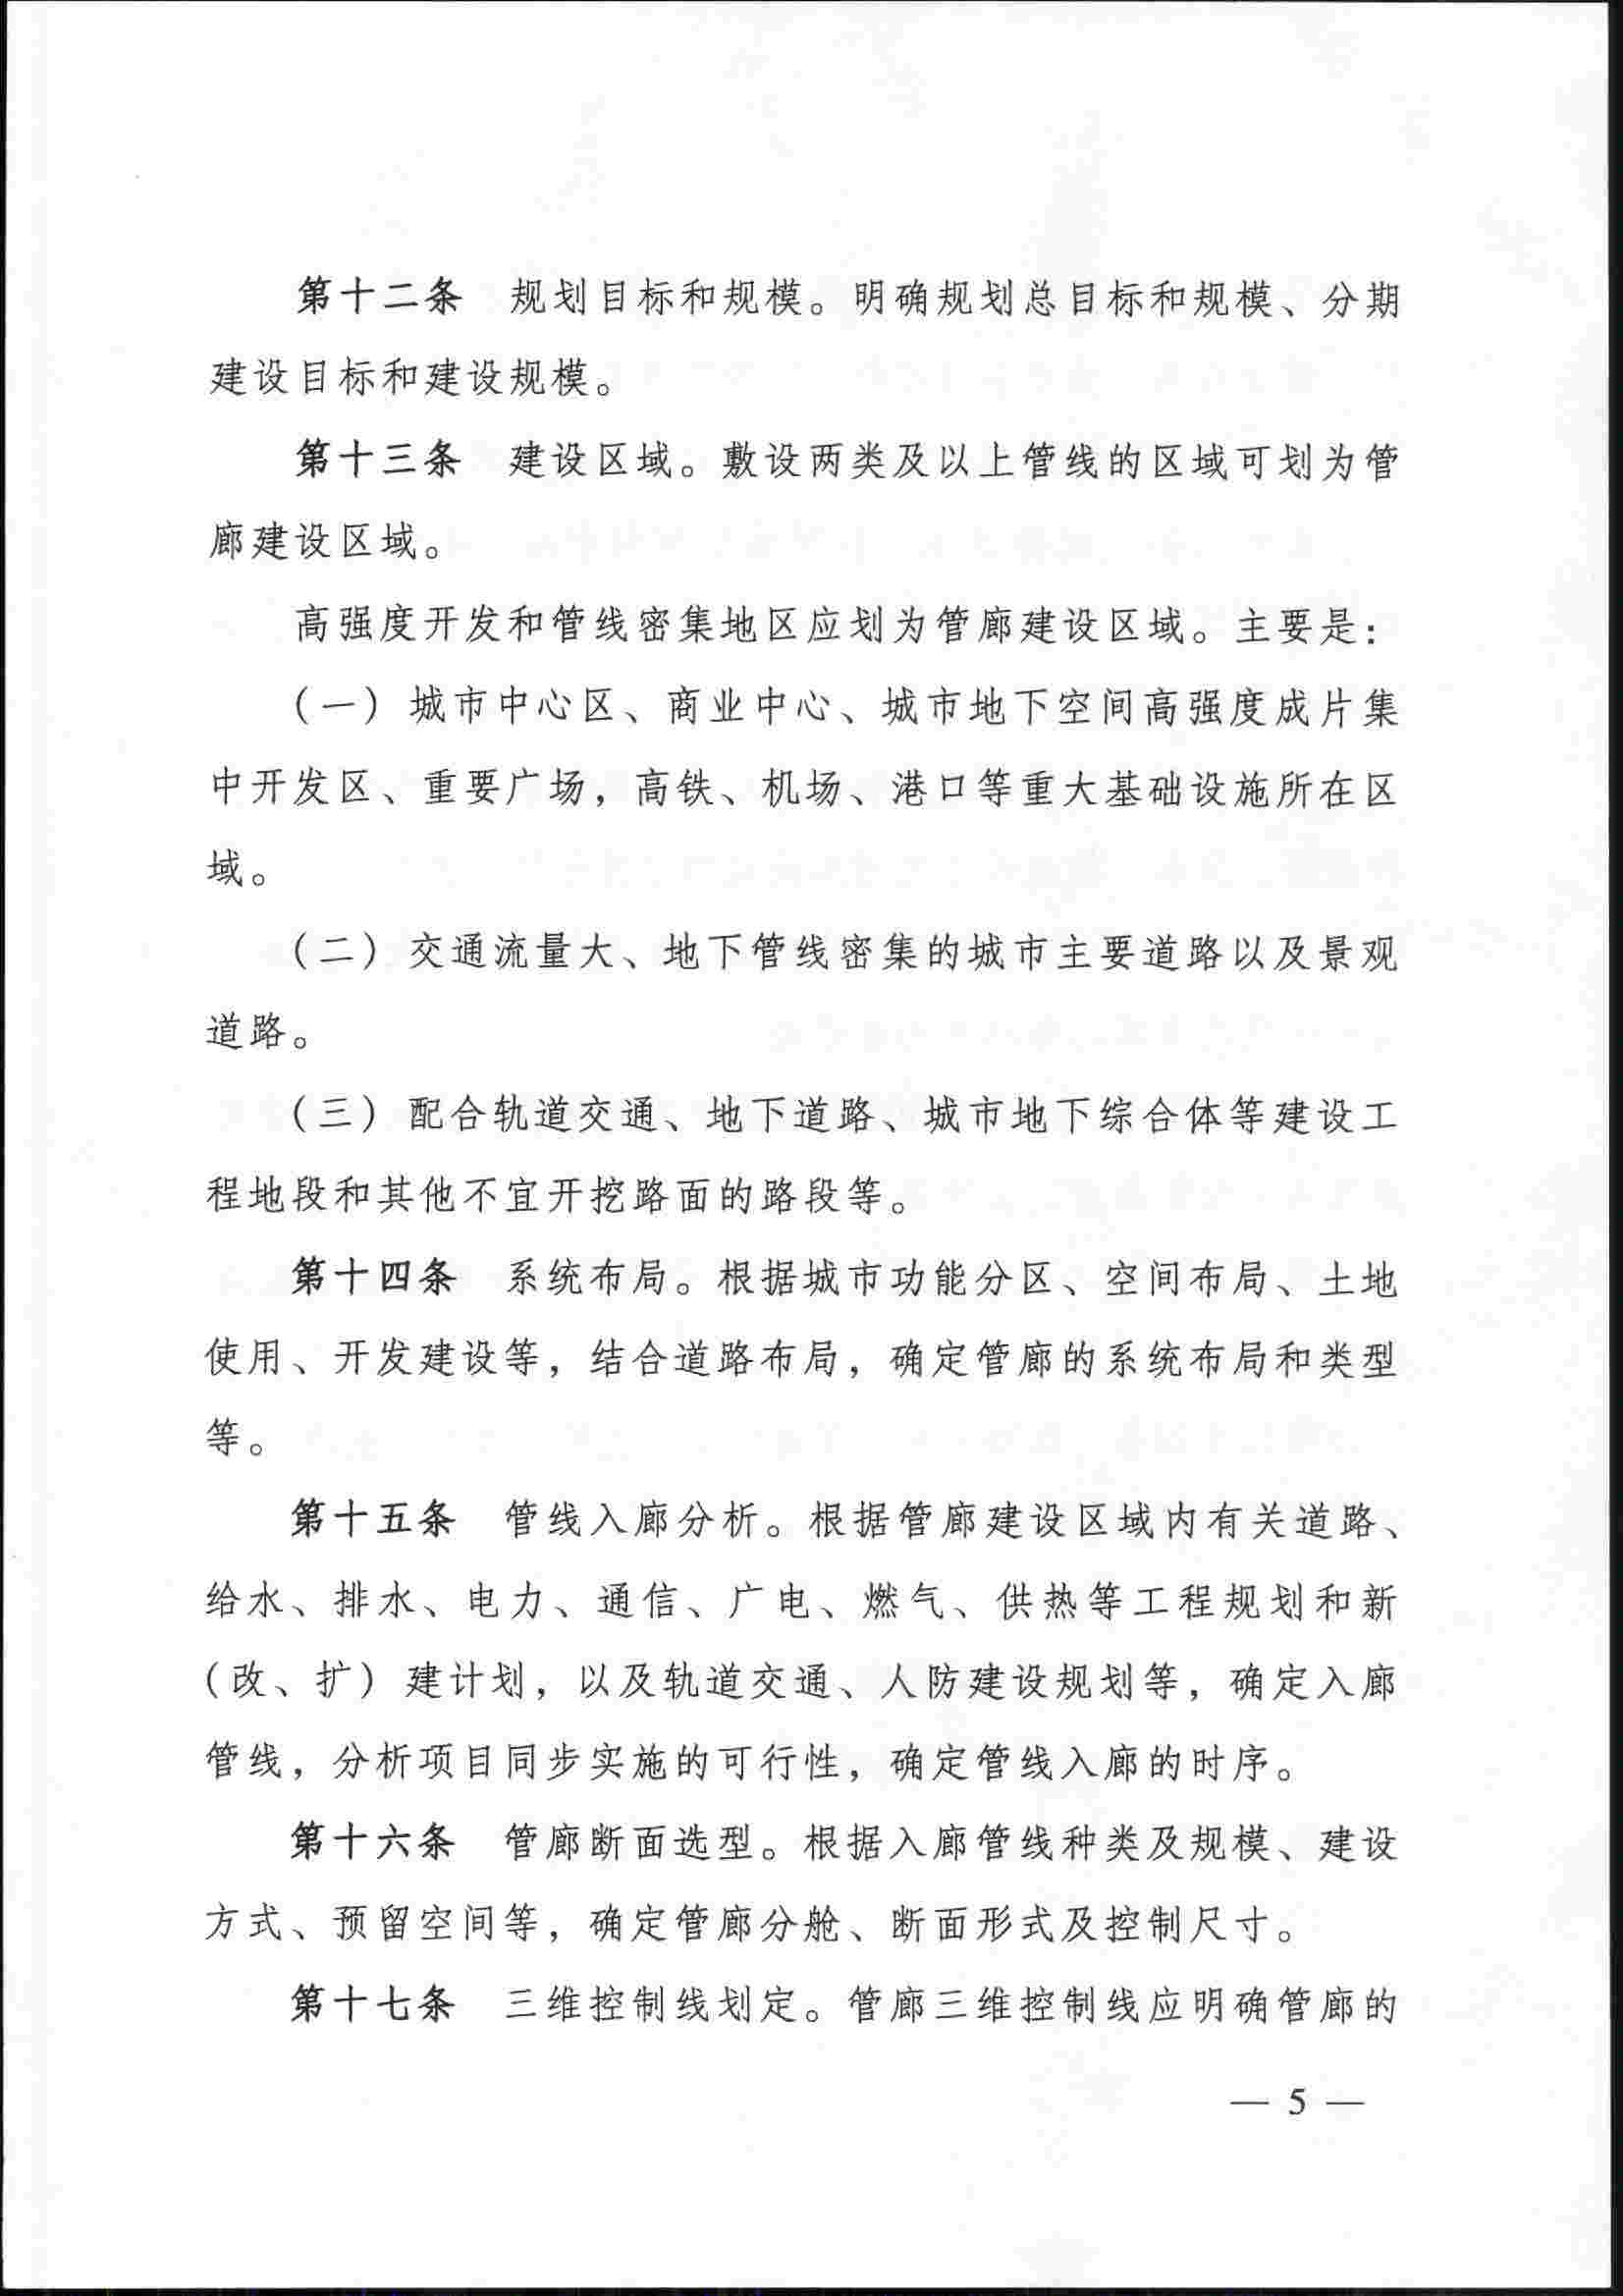 第十二条 规划目标和规模。明确规划总目标和规模、分期
建设目标和建设规模。
第十三条 建设区域。敷设两类及以上管线的区域可划为管
廊建设区域。
高强度开发和管线密集地区应划为管廊建设区域。主要是：
（一）城市中心区、商业中心、城市地下空间高强度成片集
中开发区、重要广场，高铁、机场、港口等重大基础设施所在区
域。
（二）交通流量大、地下管线密集的城市主要道路以及景观
道路。
（三）配合轨道交通、地下道路、城市地下综合体等建设工
程地段和其他不宜开挖路面的路段等。
第十四条 系统布局。根据城市功能分区、空间布局、土地
使用、开发建设等，结合道路布局，确定管廊的系统布局和类型
等。
第十五条 管线入廊分析。根据管廊建设区域内有关道路、
给水、排水、电力、通信、广电、燃气、供热等工程规划和新
（改、扩）建计划，以及轨道交通、人防建设规划等，确定入廊
管线，分析项目同步实施的可行性，确定管线入廊的时序。
第十六条 管廊断面选型。根据入廊管线种类及规模、建设
方式、预留空间等，确定管廊分舱、断面形式及控制尺寸。
第十七条 三维控制线划定。管廊三维控制线应明确管廊的
— 5 —